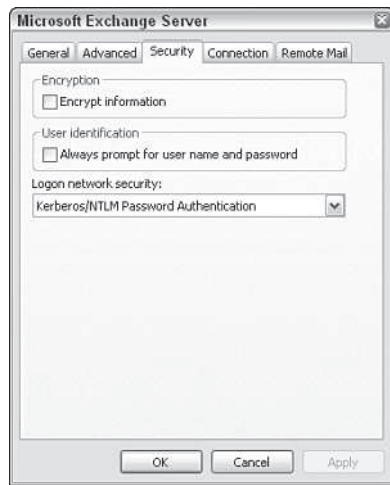 Microsoft Exchange Server
General Advanced Security Connection Remote Mail
Encryption
Encrypt information
User identification
Always prompt for user name and password
Logon network security:
Kerberos/NTLM Password Authentication
OK Cancel Apply